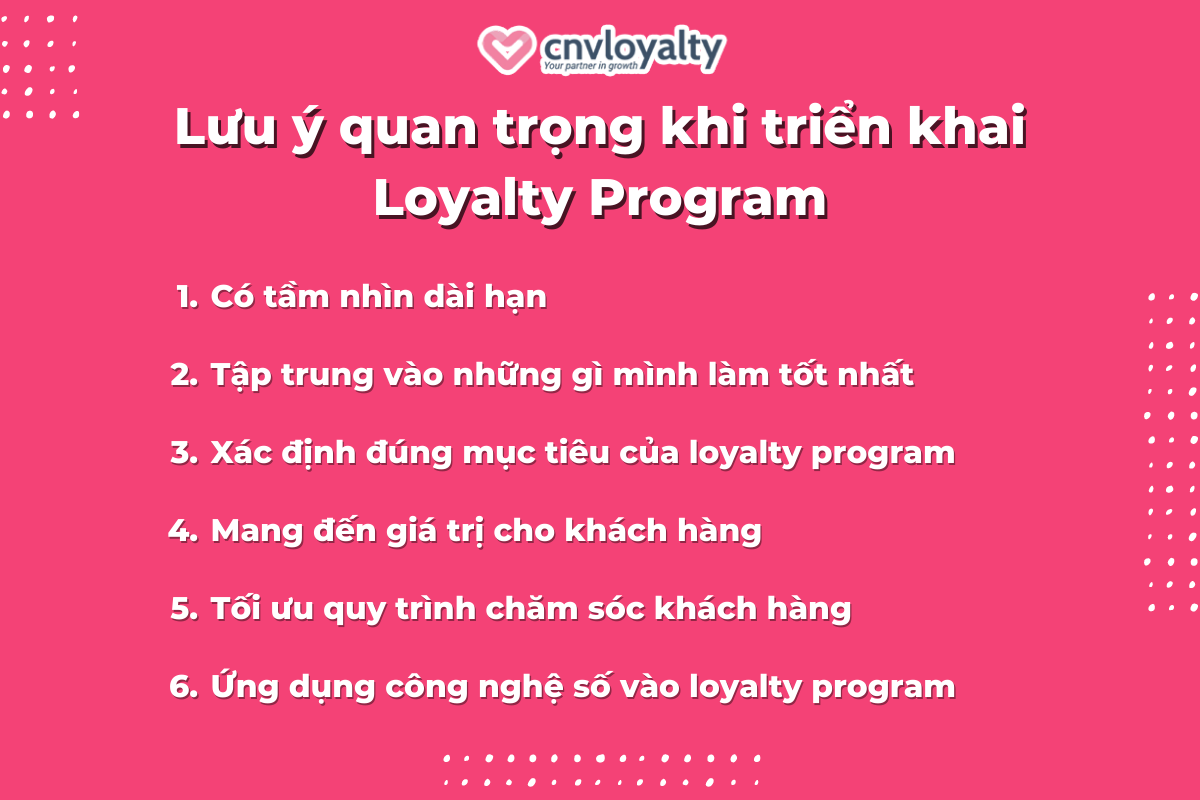 cnvloyalty
Your partner in growth
Lưu ý quan trọng khi triển khai
Loyalty Program
1. Có tầm nhìn dài hạn
2. Tập trung vào những gì mình làm tốt nhất
3. Xác định đúng mục tiêu của loyalty program
4. Mang đến giá trị cho khách hàng
5. Tối ưu quy trình chăm sóc khách hàng
6. Ứng dụng công nghệ số vào loyalty program